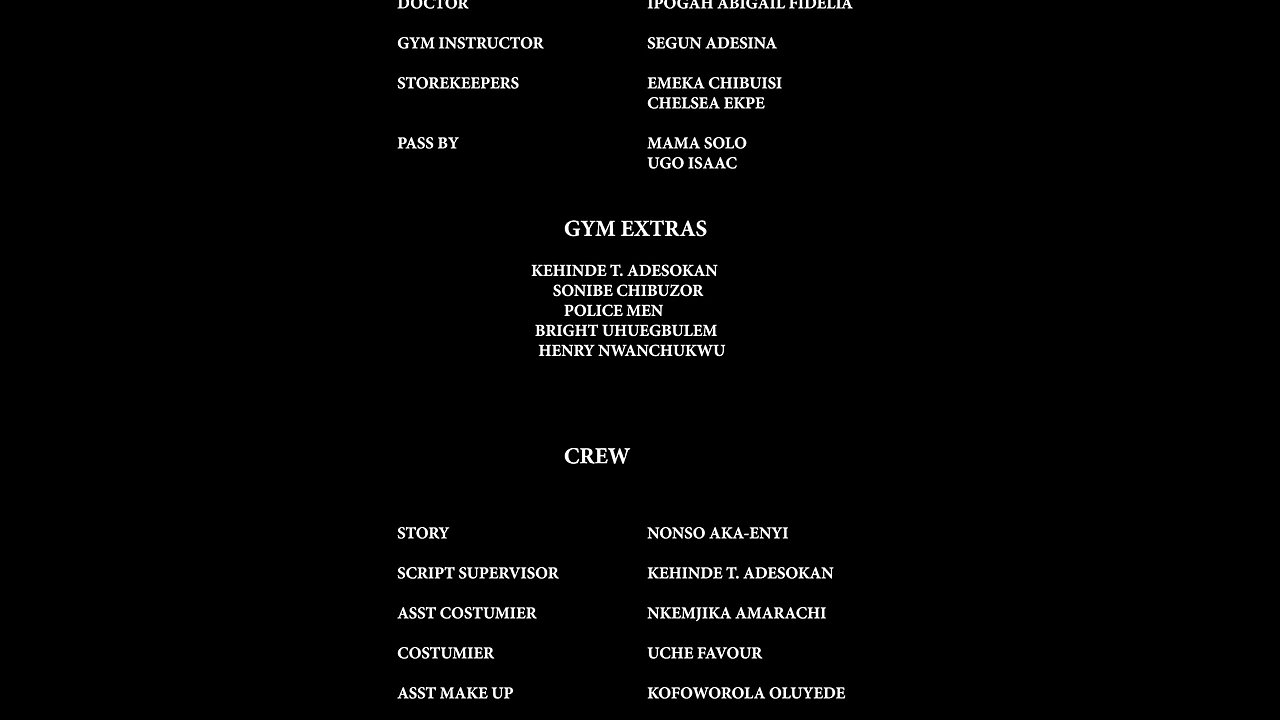 DOCTOR IPOGAH ABIGAIL FIDELIA
GYM INSTRUCTOR SEGUN ADESINA
STOREKEEPERS EMEKA CHIBUISI
CHELSEA EKPE
PASS BY MAMA SOLO
UGO ISAAC
GYM EXTRAS
KEHINDE T. ADESOKAN
SONIBE CHIBUZOR
POLICE MEN
BRIGHT UHUEGBULEM
HENRY NWANCHUKWU
CREW
STORY NONSO AKA-ENYI
SCRIPT SUPERVISOR KEHINDE T. ADESOKAN
ASST COSTUMIER NKEMJIKA AMARACHI
COSTUMIER UCHE FAVOUR
ASST MAKE UP KOFOWOROLA OLUYEDE